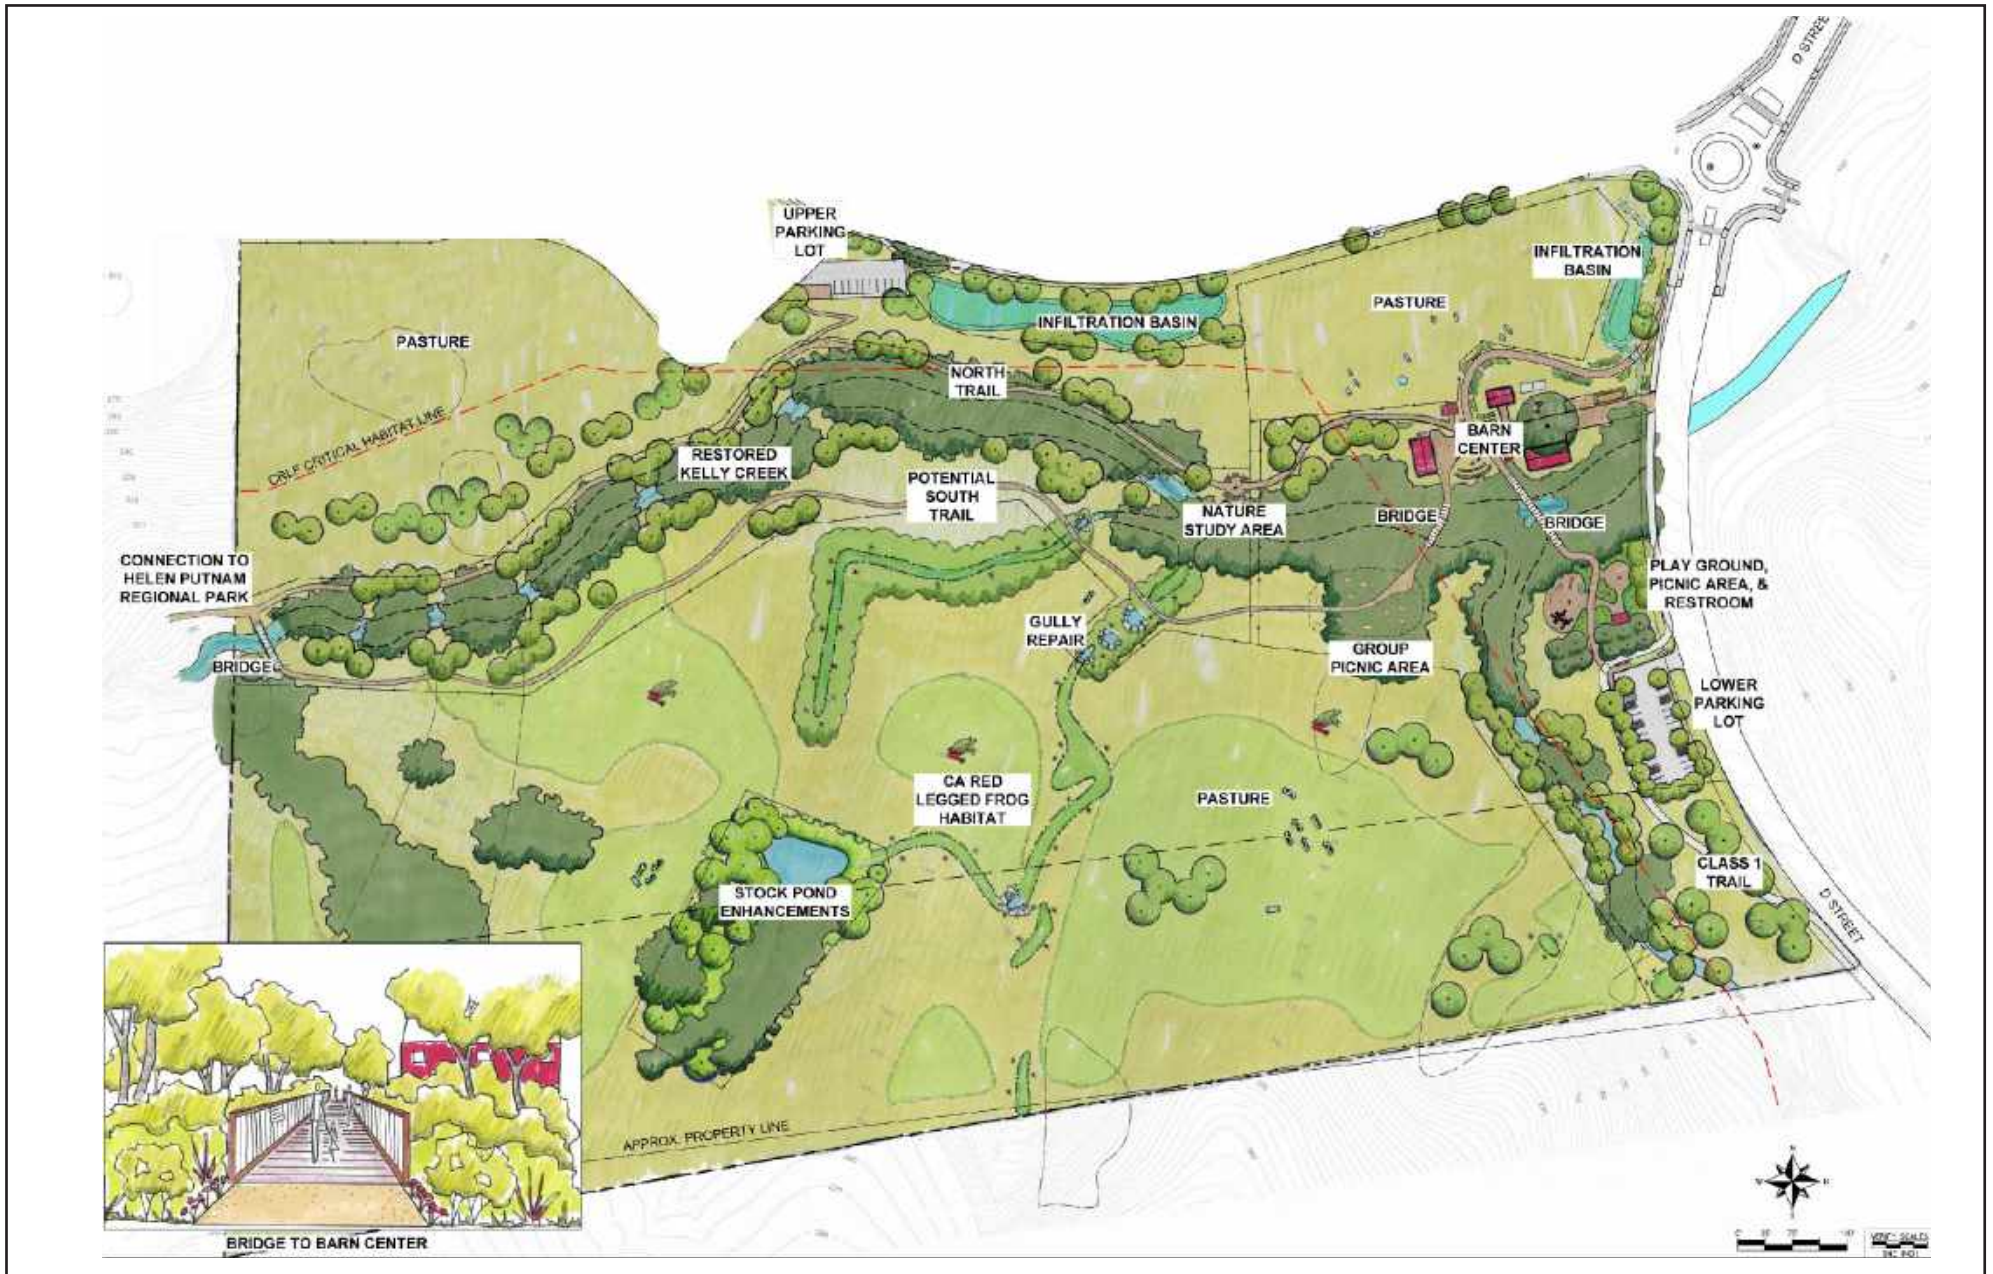 D STREET
UPPER
PARKING
LOT
INFILTRATION
BASIN
PASTURE
INFILTRATION BASIN
PASTURE
NORTH
TRAIL
CRLF CRITICAL HABITAT LINE
BARN
CENTER
RESTORED
KELLY CREEK
POTENTIAL
SOUTH
TRAIL
NATURE
STUDY AREA
BRIDGE
BRIDGE
CONNECTION TO
HELEN PUTNAM
REGIONAL PARK
PLAY GROUND,
PICNIC AREA, &
RESTROOM
GULLY
REPAIR
GROUP
PICNIC AREA
BRIDGE
LOWER
PARKING
LOT
CA RED
LEGGED FROG
HABITAT
PASTURE
CLASS 1
TRAIL
STOCK POND
ENHANCEMENTS
D STREET
APPROX. PROPERTY LINE
BRIDGE TO BARN CENTER
N
W E
S
VERIFY SCALES